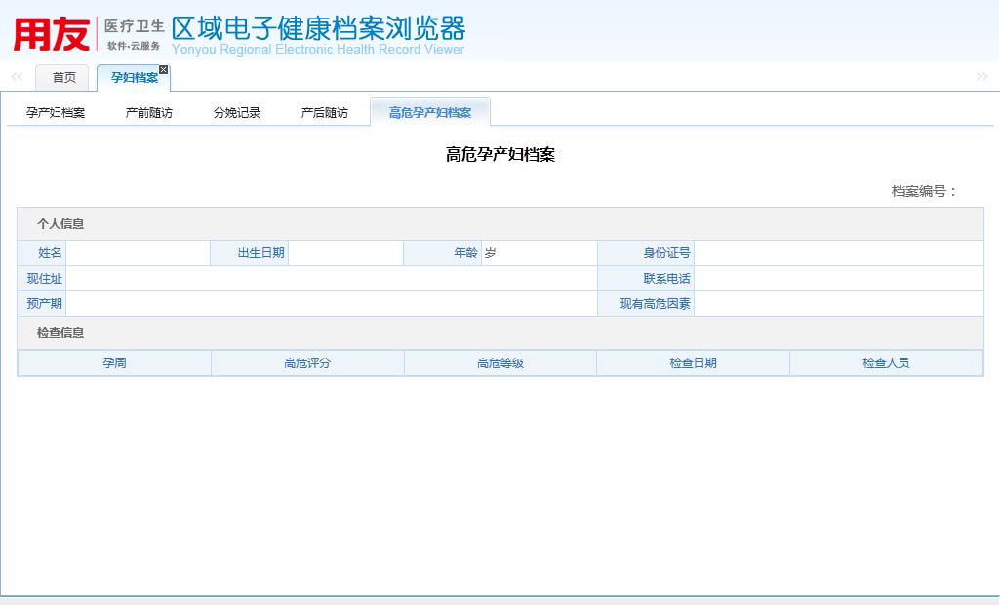 用友 医疗卫生 软件·云服务
区域电子健康档案浏览器
Yonyou Regional Electronic Health Record Viewer
首页 孕妇档案
孕产妇档案 产前随访 分娩记录 产后随访 高危孕产妇档案
高危孕产妇档案
档案编号：
个人信息
姓名 出生日期 年龄 岁 身份证号
现住址 联系电话
预产期 现有高危因素
检查信息
孕周 高危评分 高危等级 检查日期 检查人员